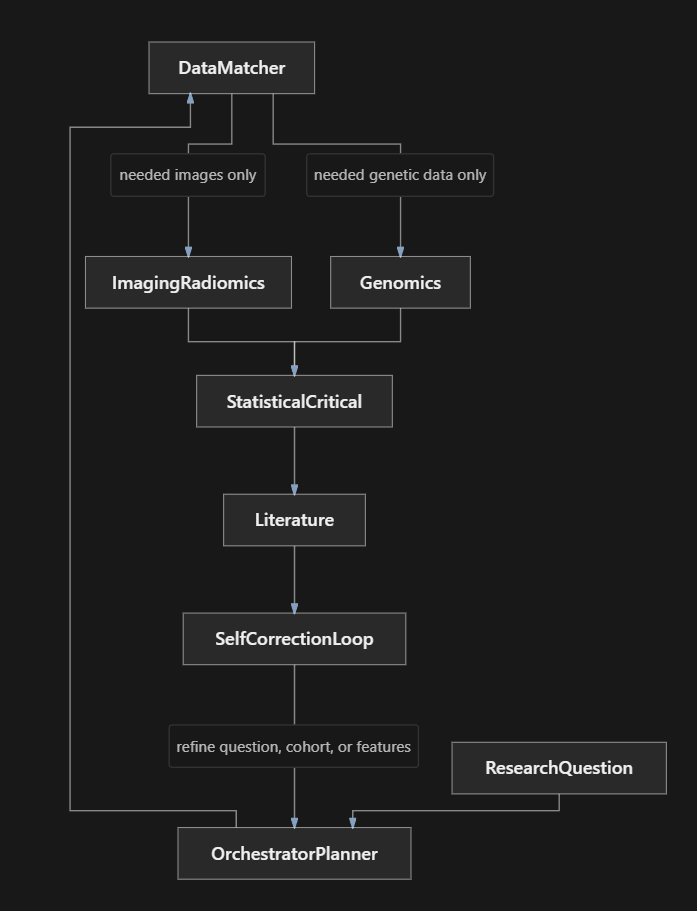 DataMatcher
needed images only
needed genetic data only
ImagingRadiomics
Genomics
StatisticalCritical
Literature
SelfCorrectionLoop
refine question, cohort, or features
ResearchQuestion
OrchestratorPlanner